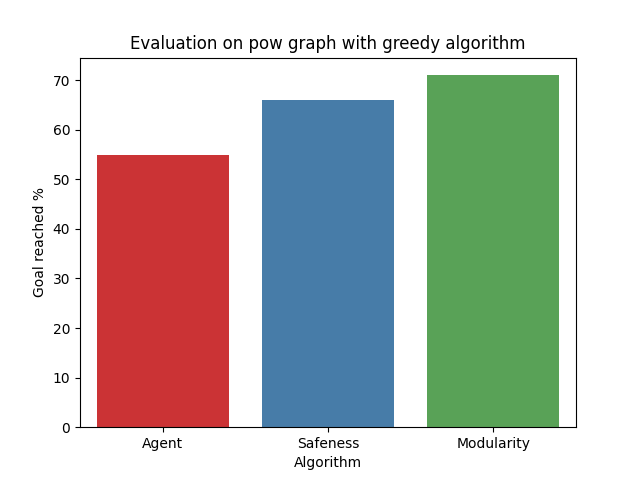 Evaluation on pow graph with greedy algorithm
Goal reached %
70
60
50
40
30
20
10
0
Agent
Safeness
Modularity
Algorithm